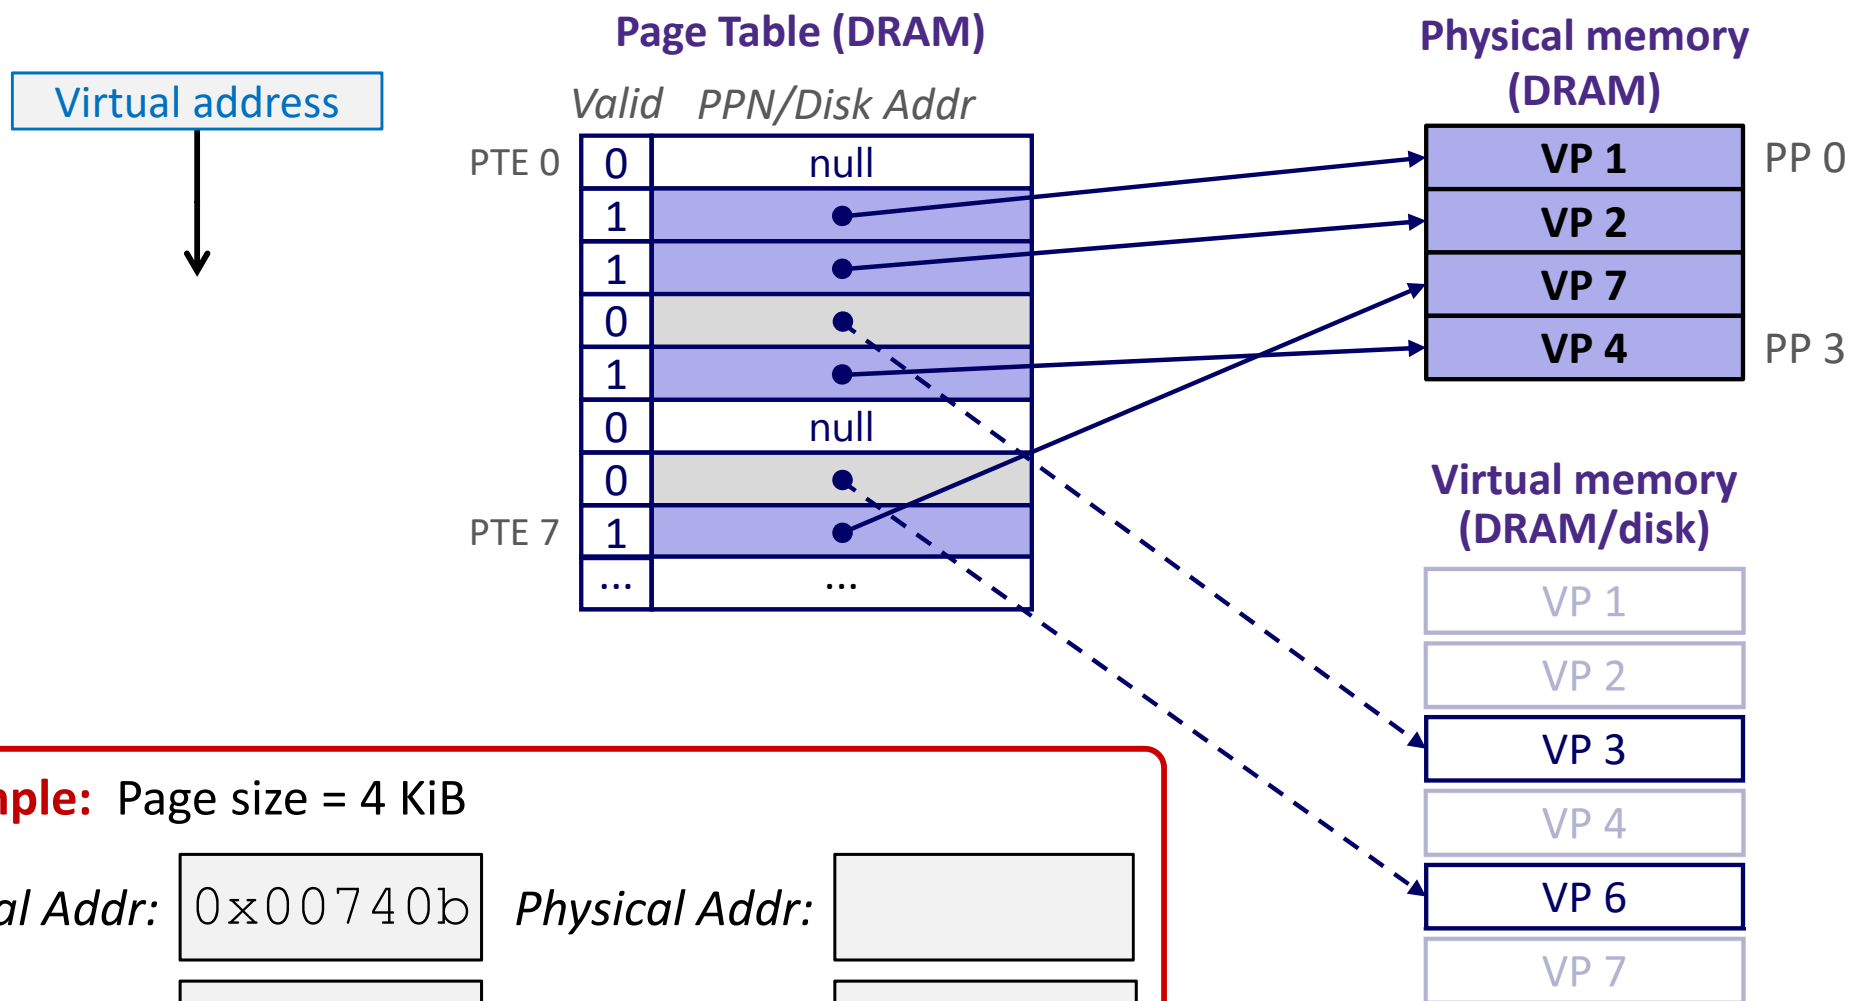 Page Table (DRAM)
Physical memory
(DRAM)
Virtual address
Valid PPN/Disk Addr
PTE 0 0 null
1
1
0
1
0 null
0
PTE 7 1
... ...
VP 1 PP 0
VP 2
VP 7
VP 4 PP 3
Virtual memory
(DRAM/disk)
VP 1
VP 2
VP 3
VP 4
VP 6
VP 7
mple: Page size = 4 KiB
al Addr: 0x00740b Physical Addr: